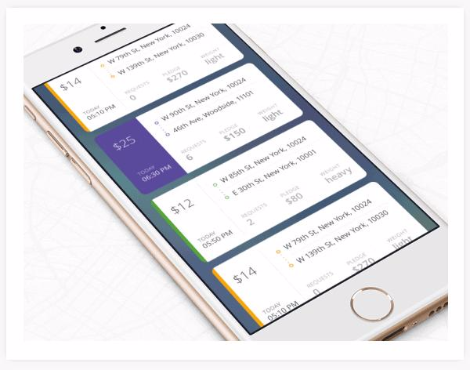 $14
W 79th St, New York, 10024
W 139th St, New York, 10030
TODAY
05:10 PM
REQUESTS
0
PLEDGE
$270
WEIGHT
light
$25
W 90th St, New York, 10024
46th Ave, Woodside, 11101
TODAY
06:30 PM
REQUESTS
6
PLEDGE
$150
WEIGHT
light
$12
W 85th St, New York, 10024
E 30th St, New York, 10001
TODAY
05:50 PM
REQUESTS
2
PLEDGE
$80
WEIGHT
heavy
$14
W 79th St, New York, 10024
W 139th St, New York, 10030
TODAY
05:10 PM
REQUESTS
0
PLEDGE
$270
WEIGHT
light